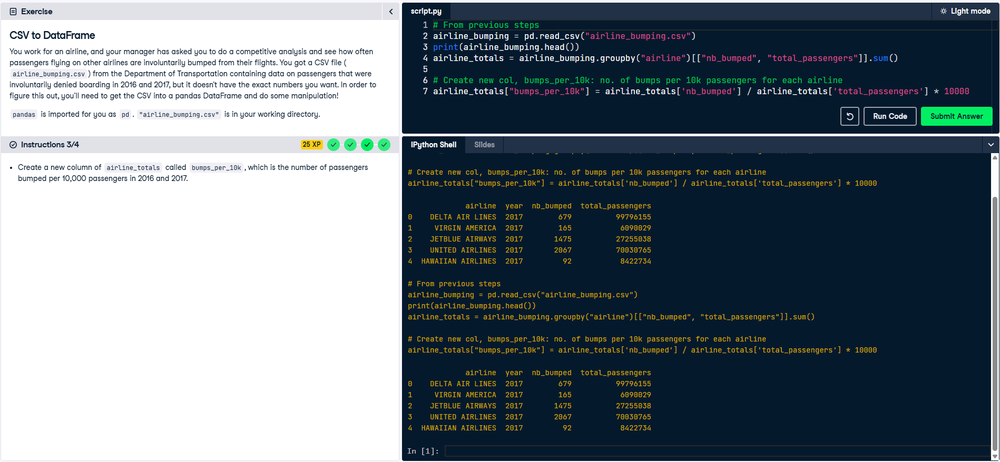 Exercise
CSV to DataFrame
You work for an airline, and your manager has asked you to do a competitive analysis and see how often
passengers flying on other airlines are involuntarily bumped from their flights. You got a CSV file (
airline_bumping.csv ) from the Department of Transportation containing data on passengers that were
involuntarily denied boarding in 2016 and 2017, but it doesn't have the exact numbers you want. In order to
figure this out, you'll need to get the CSV into a pandas DataFrame and do some manipulation!
pandas is imported for you as pd . "airline_bumping.csv" is in your working directory.
Instructions 3/4
25 XP
• Create a new column of airline_totals called bumps_per_10k , which is the number of passengers
bumped per 10,000 passengers in 2016 and 2017.
script.py
Light mode
1 # From previous steps
2 airline_bumping = pd.read_csv("airline_bumping.csv")
3 print(airline_bumping.head())
4 airline_totals = airline_bumping.groupby("airline")[["nb_bumped", "total_passengers"]].sum()
5
6 # Create new col, bumps_per_10k: no. of bumps per 10k passengers for each airline
7 airline_totals["bumps_per_10k"] = airline_totals['nb_bumped'] / airline_totals['total_passengers'] * 10000
Run Code
Submit Answer
IPython Shell
Slides
# Create new col, bumps_per_10k: no. of bumps per 10k passengers for each airline
airline_totals["bumps_per_10k"] = airline_totals['nb_bumped'] / airline_totals['total_passengers'] * 10000
airline year nb_bumped total_passengers
0 DELTA AIR LINES 2017 679 99796155
1 VIRGIN AMERICA 2017 165 6090029
2 JETBLUE AIRWAYS 2017 1475 27255038
3 UNITED AIRLINES 2017 2067 70030765
4 HAWAIIAN AIRLINES 2017 92 8422734
# From previous steps
airline_bumping = pd.read_csv("airline_bumping.csv")
print(airline_bumping.head())
airline_totals = airline_bumping.groupby("airline")[["nb_bumped", "total_passengers"]].sum()
# Create new col, bumps_per_10k: no. of bumps per 10k passengers for each airline
airline_totals["bumps_per_10k"] = airline_totals['nb_bumped'] / airline_totals['total_passengers'] * 10000
airline year nb_bumped total_passengers
0 DELTA AIR LINES 2017 679 99796155
1 VIRGIN AMERICA 2017 165 6090029
2 JETBLUE AIRWAYS 2017 1475 27255038
3 UNITED AIRLINES 2017 2067 70030765
4 HAWAIIAN AIRLINES 2017 92 8422734
In [1]: